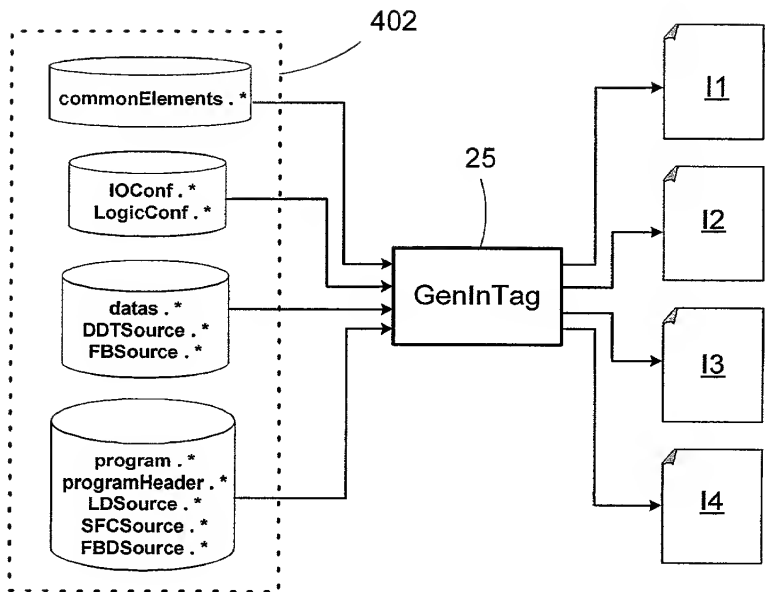 402
commonElements . *
IOConf . *
LogicConf . *
datas . *
DDTSource . *
FBSource . *
program . *
programHeader . *
LDSource . *
SFCSource . *
FBDSource . *
25
GenInTag
I1
I2
I3
I4